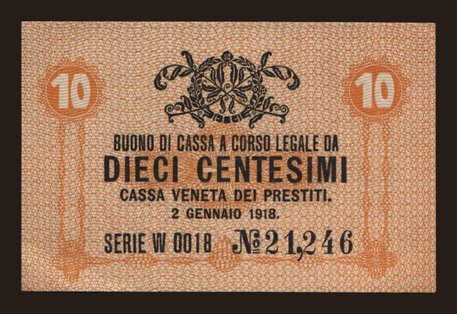 10 10
BUONO DI CASSA A CORSO LEGALE DA
DIECI CENTESIMI
CASSA VENETA DEI PRESTITI.
2 GENNAIO 1918.
SERIE W 0018 No 21,246